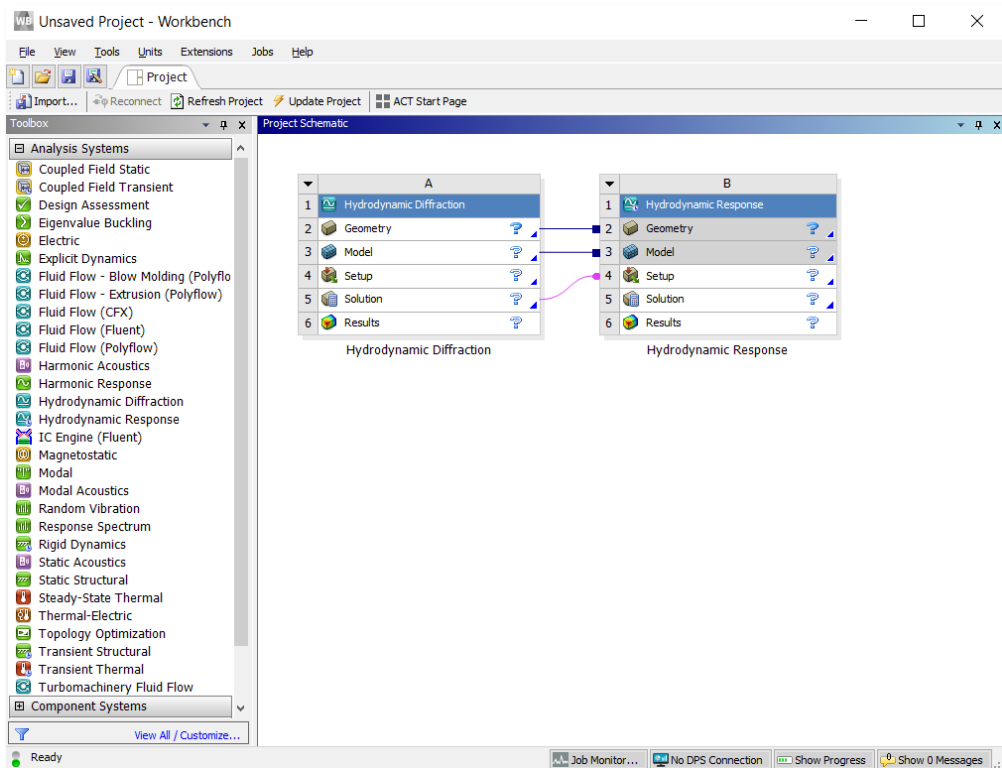 WB Unsaved Project - Workbench
File View Tools Units Extensions Jobs Help
Project
Import... Reconnect Refresh Project Update Project ACT Start Page
Toolbox
Analysis Systems
Coupled Field Static
Coupled Field Transient
Design Assessment
Eigenvalue Buckling
Electric
Explicit Dynamics
Fluid Flow - Blow Molding (Polyflo
Fluid Flow - Extrusion (Polyflow)
Fluid Flow (CFX)
Fluid Flow (Fluent)
Fluid Flow (Polyflow)
Harmonic Acoustics
Harmonic Response
Hydrodynamic Diffraction
Hydrodynamic Response
IC Engine (Fluent)
Magnetostatic
Modal
Modal Acoustics
Random Vibration
Response Spectrum
Rigid Dynamics
Static Acoustics
Static Structural
Steady-State Thermal
Thermal-Electric
Topology Optimization
Transient Structural
Transient Thermal
Turbomachinery Fluid Flow
Component Systems
View All / Customize...
Project Schematic
A
1 Hydrodynamic Diffraction
2 Geometry ?
3 Model ?
4 Setup ?
5 Solution ?
6 Results ?
Hydrodynamic Diffraction
B
1 Hydrodynamic Response
2 Geometry ?
3 Model ?
4 Setup ?
5 Solution ?
6 Results ?
Hydrodynamic Response
Ready
Job Monitor... No DPS Connection Show Progress Show 0 Messages